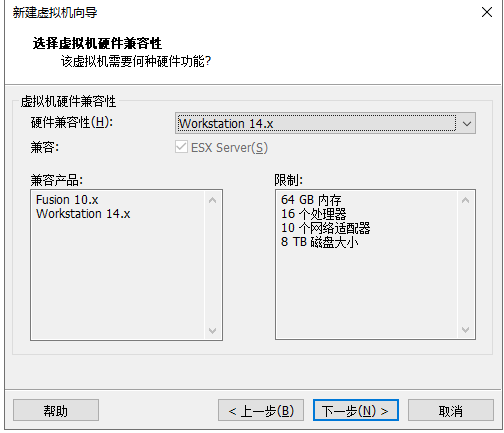 新建虚拟机向导
选择虚拟机硬件兼容性
该虚拟机需要何种硬件功能?
虚拟机硬件兼容性
硬件兼容性(H):
Workstation 14.x
兼容:
ESX Server(S)
兼容产品:
Fusion 10.x
Workstation 14.x
限制:
64 GB 内存
16 个处理器
10 个网络适配器
8 TB 磁盘大小
帮助
< 上一步(B)
下一步(N) >
取消